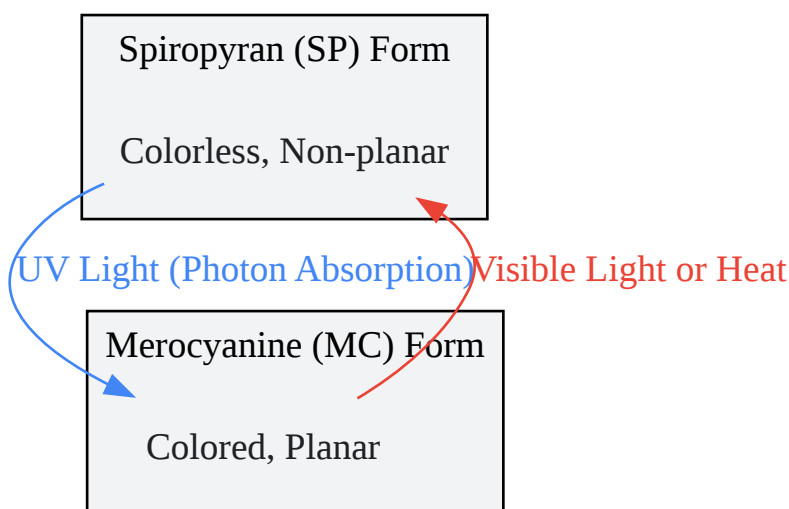 Spiropyran (SP) Form
Colorless, Non-planar
UV Light (Photon Absorption)
Visible Light or Heat
Merocyanine (MC) Form
Colored, Planar